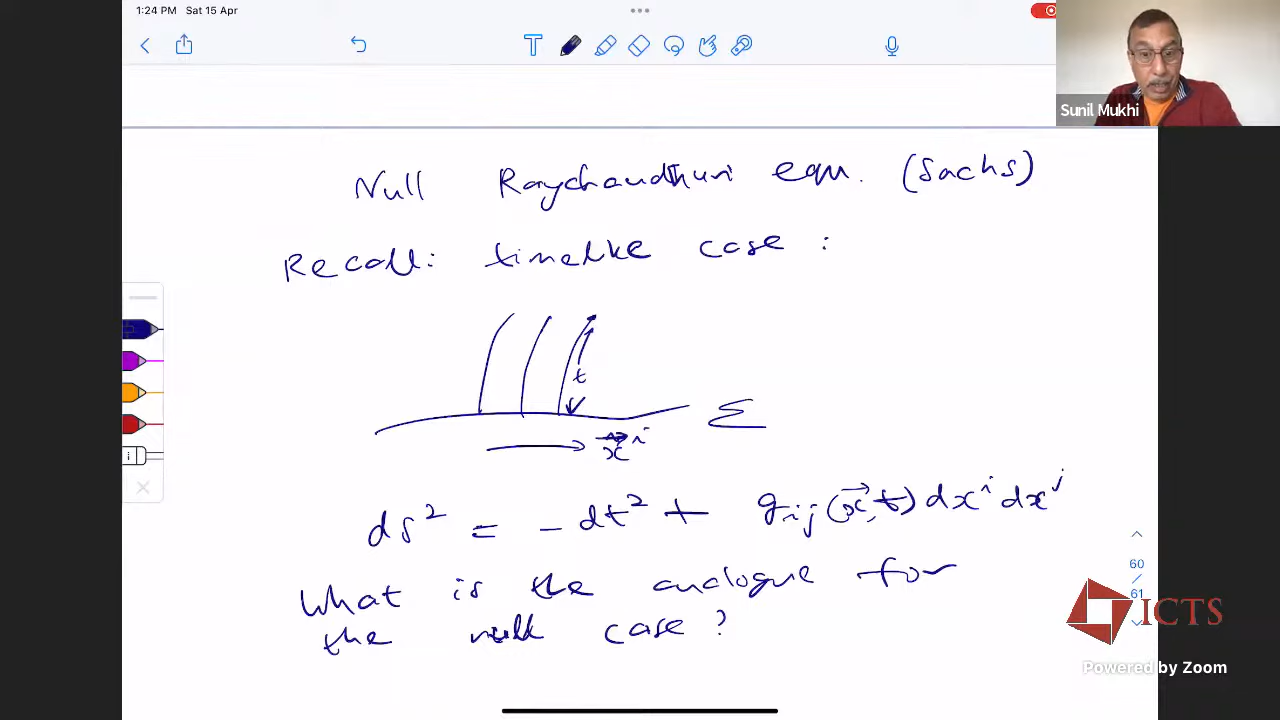 1:24 PM Sat 15 Apr
Sunil Mukhi
Null Raychaudhuri eqn. (Sachs)
Recall: timelike case :
t
Σ
x i
ds² = - dt² + gij (x⃗,t) dx^i dx^j
What is the analogue for
the null case ?
60
/
61
ICTS
Powered by Zoom